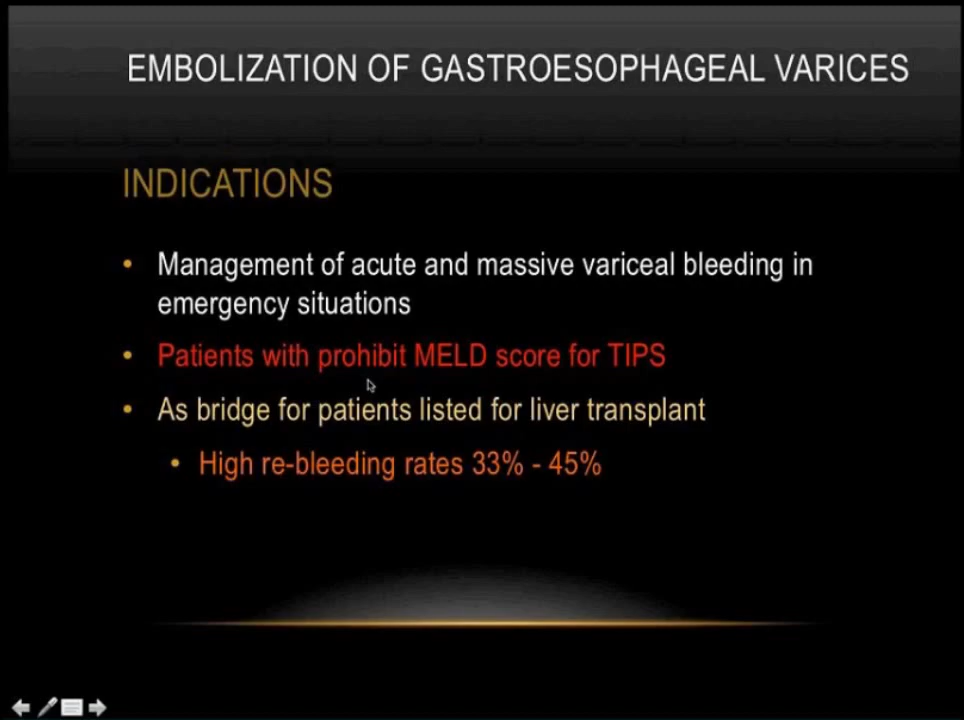 EMBOLIZATION OF GASTROESOPHAGEAL VARICES
INDICATIONS
• Management of acute and massive variceal bleeding in
emergency situations
• Patients with prohibit MELD score for TIPS
• As bridge for patients listed for liver transplant
• High re-bleeding rates 33% - 45%